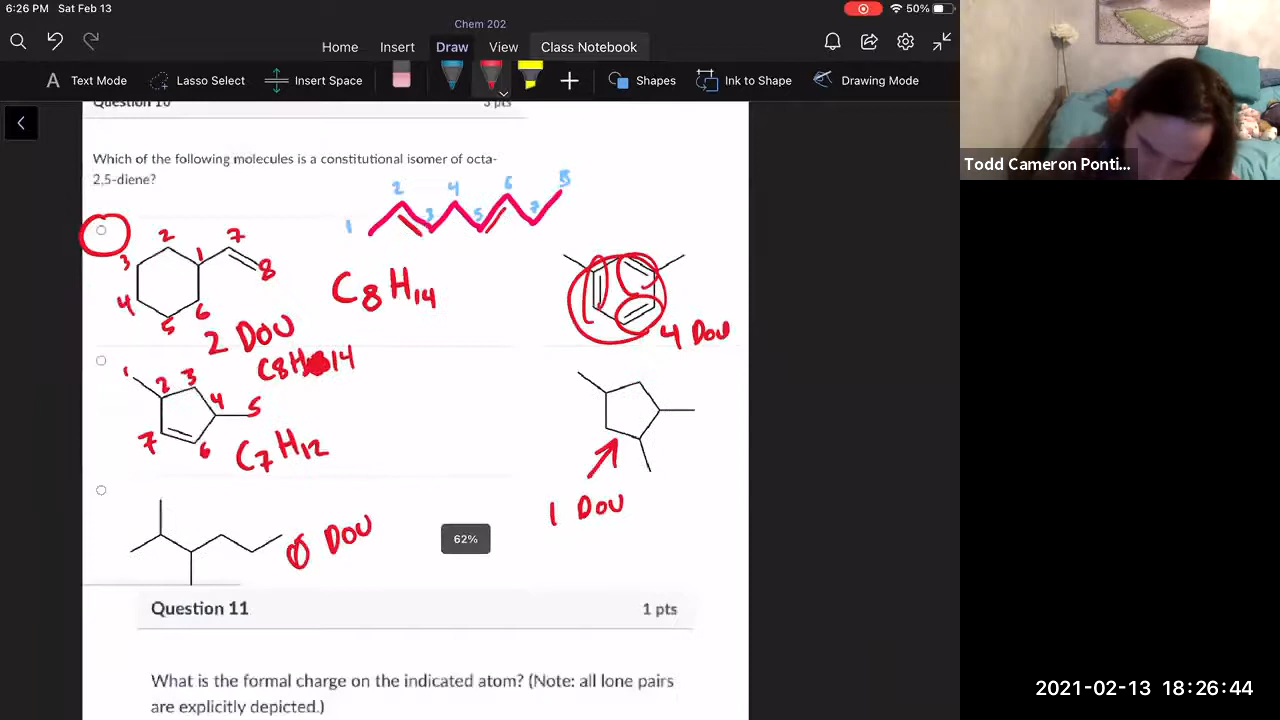 6:26 PM Sat Feb 13
50%
Chem 202
Home Insert Draw View Class Notebook
Text Mode Lasso Select Insert Space Shapes Ink to Shape Drawing Mode
Question 10
3 pts
Which of the following molecules is a constitutional isomer of octa-
2,5-diene?
1 2 3 4 5 6 7 8
C8H14
1 2 3 4 5 6 7 8
2 DOU
C8H14
4 DOU
1 2 3 4 5 6 7
C7H12
1 DOU
0 DOU
62%
Question 11
1 pts
What is the formal charge on the indicated atom? (Note: all lone pairs
are explicitly depicted.)
Todd Cameron Ponti...
2021-02-13 18:26:44